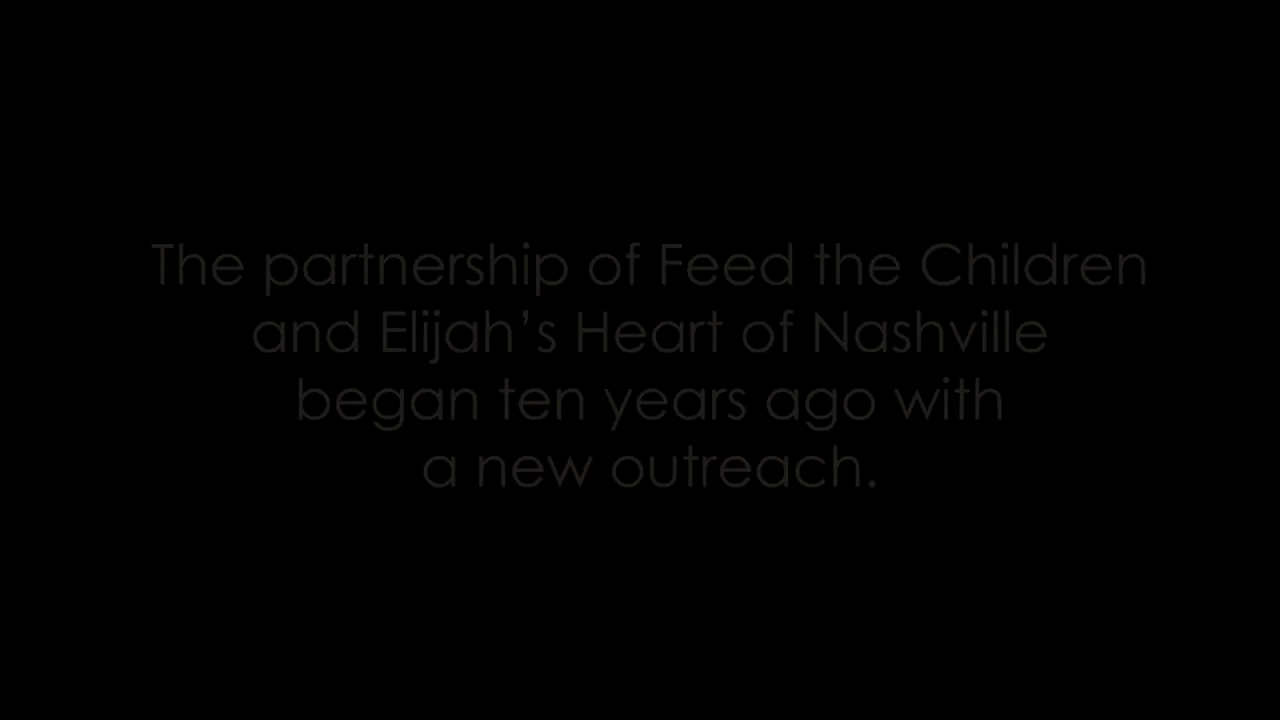 The partnership of Feed the Children
and Elijah’s Heart of Nashville
began ten years ago with
a new outreach.